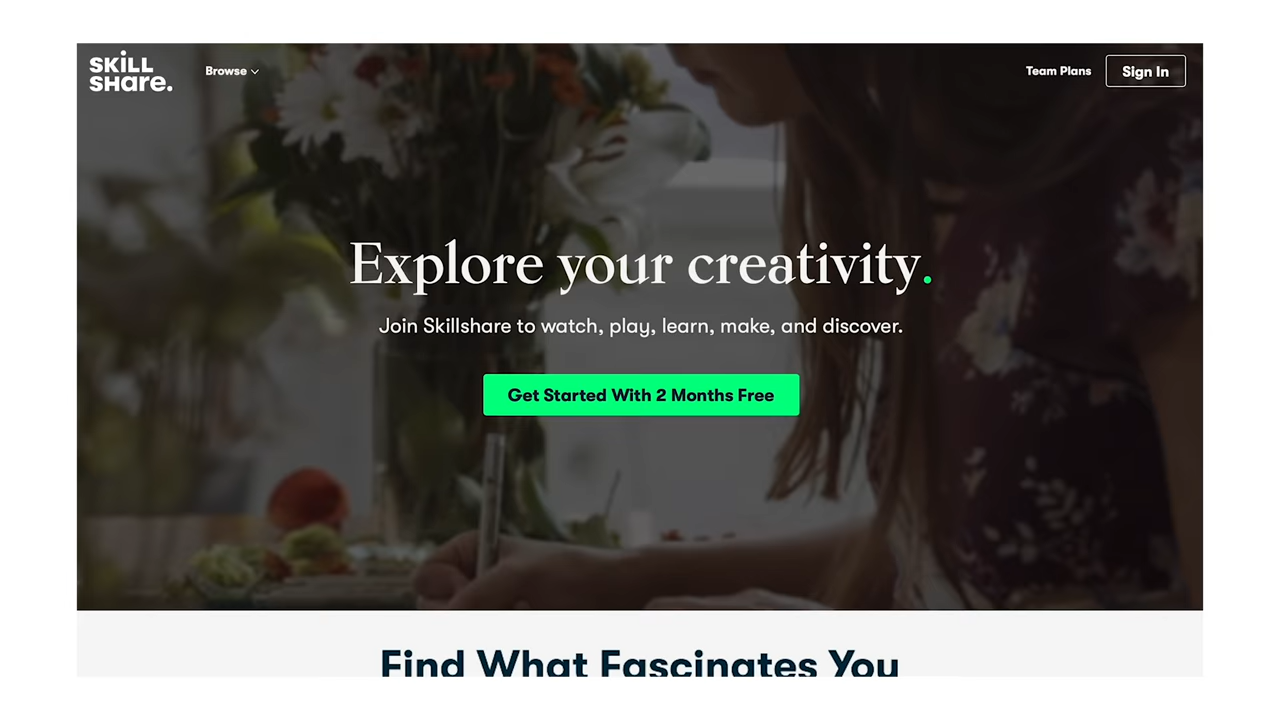 SKILL
SHare.
Browse
Team Plans
Sign In
Explore your creativity.
Join Skillshare to watch, play, learn, make, and discover.
Get Started With 2 Months Free
Find What Fascinates You